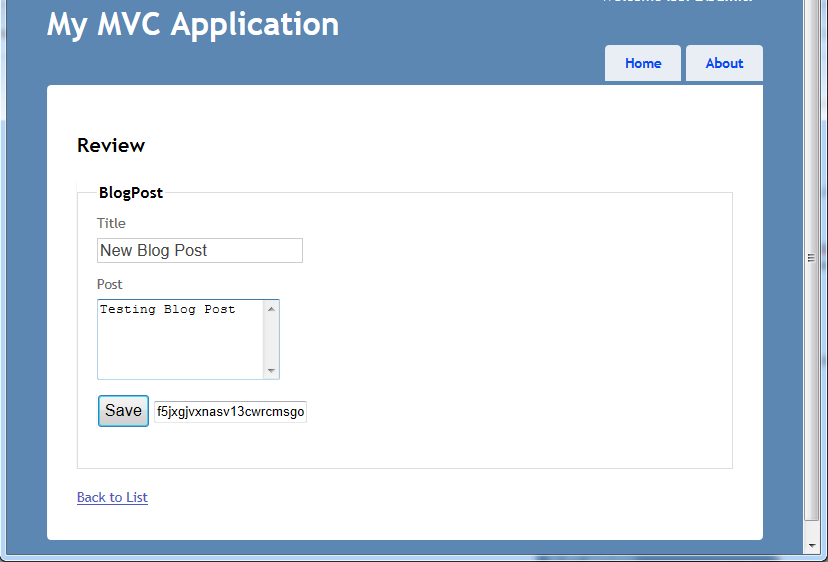 My MVC Application
Home About
Review
BlogPost
Title
New Blog Post
Post
Testing Blog Post
Save f5jxgjvxnasv13cwrcmsgo
Back to List